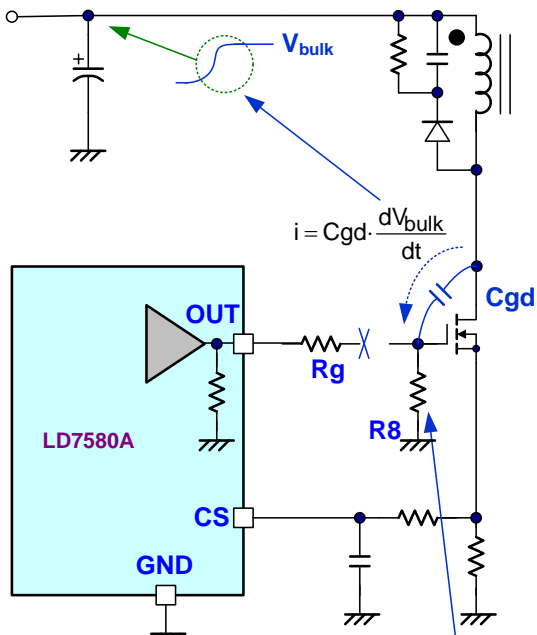 +
Vbulk
i = Cgd · dVbulk
dt
Cgd
OUT
Rg
R8
LD7580A
CS
GND